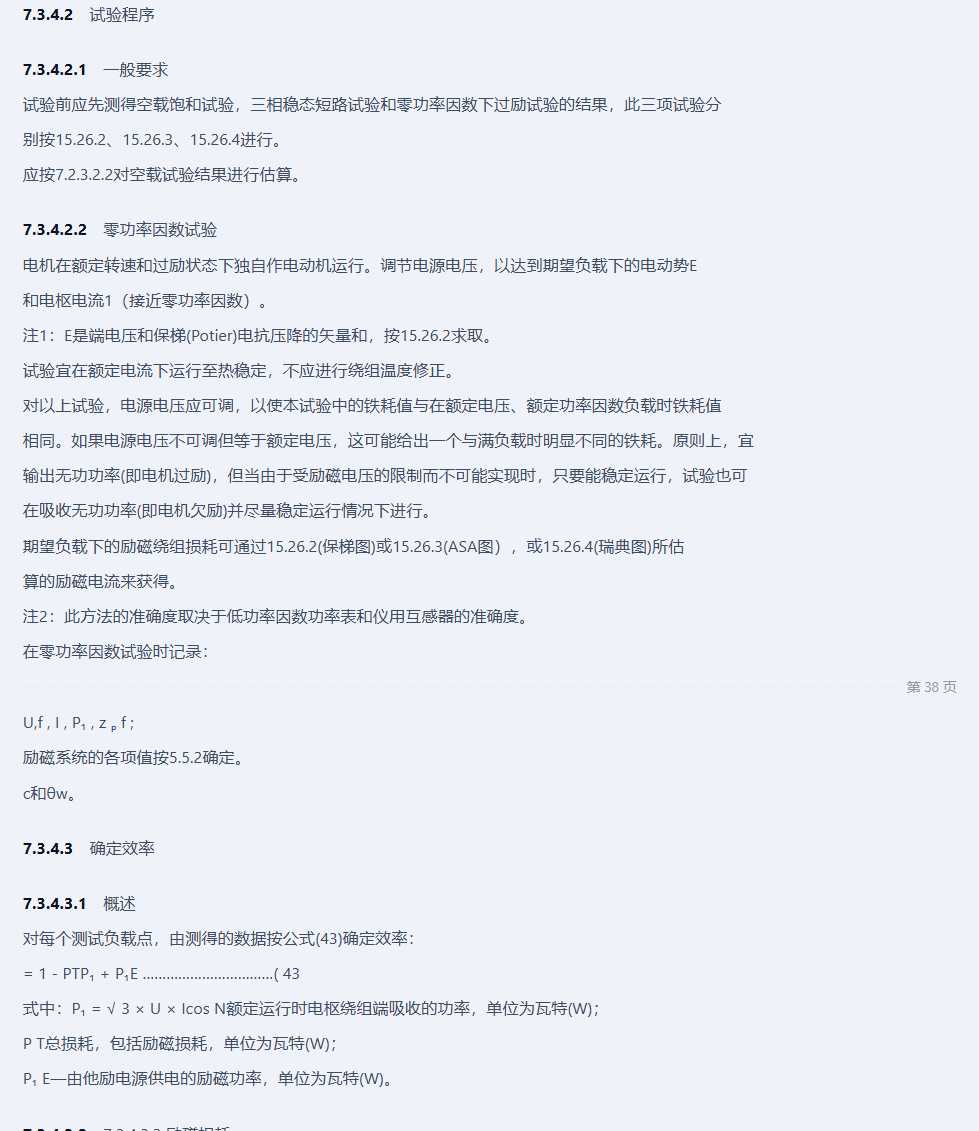 7.3.4.2 试验程序
7.3.4.2.1 一般要求
试验前应先测得空载饱和试验，三相稳态短路试验和零功率因数下过励试验的结果，此三项试验分
别按15.26.2、15.26.3、15.26.4进行。
应按7.2.3.2.2对空载试验结果进行估算。
7.3.4.2.2 零功率因数试验
电机在额定转速和过励状态下独自作电动机运行。调节电源电压，以达到期望负载下的电动势E
和电枢电流1（接近零功率因数）。
注1：E是端电压和保梯(Potier)电抗压降的矢量和，按15.26.2求取。
试验宜在额定电流下运行至热稳定，不应进行绕组温度修正。
对以上试验，电源电压应可调，以使本试验中的铁耗值与在额定电压、额定功率因数负载时铁耗值
相同。如果电源电压不可调但等于额定电压，这可能给出一个与满负载时明显不同的铁耗。原则上，宜
输出无功功率(即电机过励)，但当由于受励磁电压的限制而不可能实现时，只要能稳定运行，试验也可
在吸收无功功率(即电机欠励)并尽量稳定运行情况下进行。
期望负载下的励磁绕组损耗可通过15.26.2(保梯图)或15.26.3(ASA图），或15.26.4(瑞典图)所估
算的励磁电流来获得。
注2：此方法的准确度取决于低功率因数功率表和仪用互感器的准确度。
在零功率因数试验时记录：
第 38 页
U,f , I , P₁ , z ₚ f ;
励磁系统的各项值按5.5.2确定。
c和θw。
7.3.4.3 确定效率
7.3.4.3.1 概述
对每个测试负载点，由测得的数据按公式(43)确定效率：
= 1 - PTP₁ + P₁E .................................( 43
式中：P₁ = √ 3 × U × Icos N额定运行时电枢绕组端吸收的功率，单位为瓦特(W)；
P T总损耗，包括励磁损耗，单位为瓦特(W)；
P₁ E—由他励电源供电的励磁功率，单位为瓦特(W)。